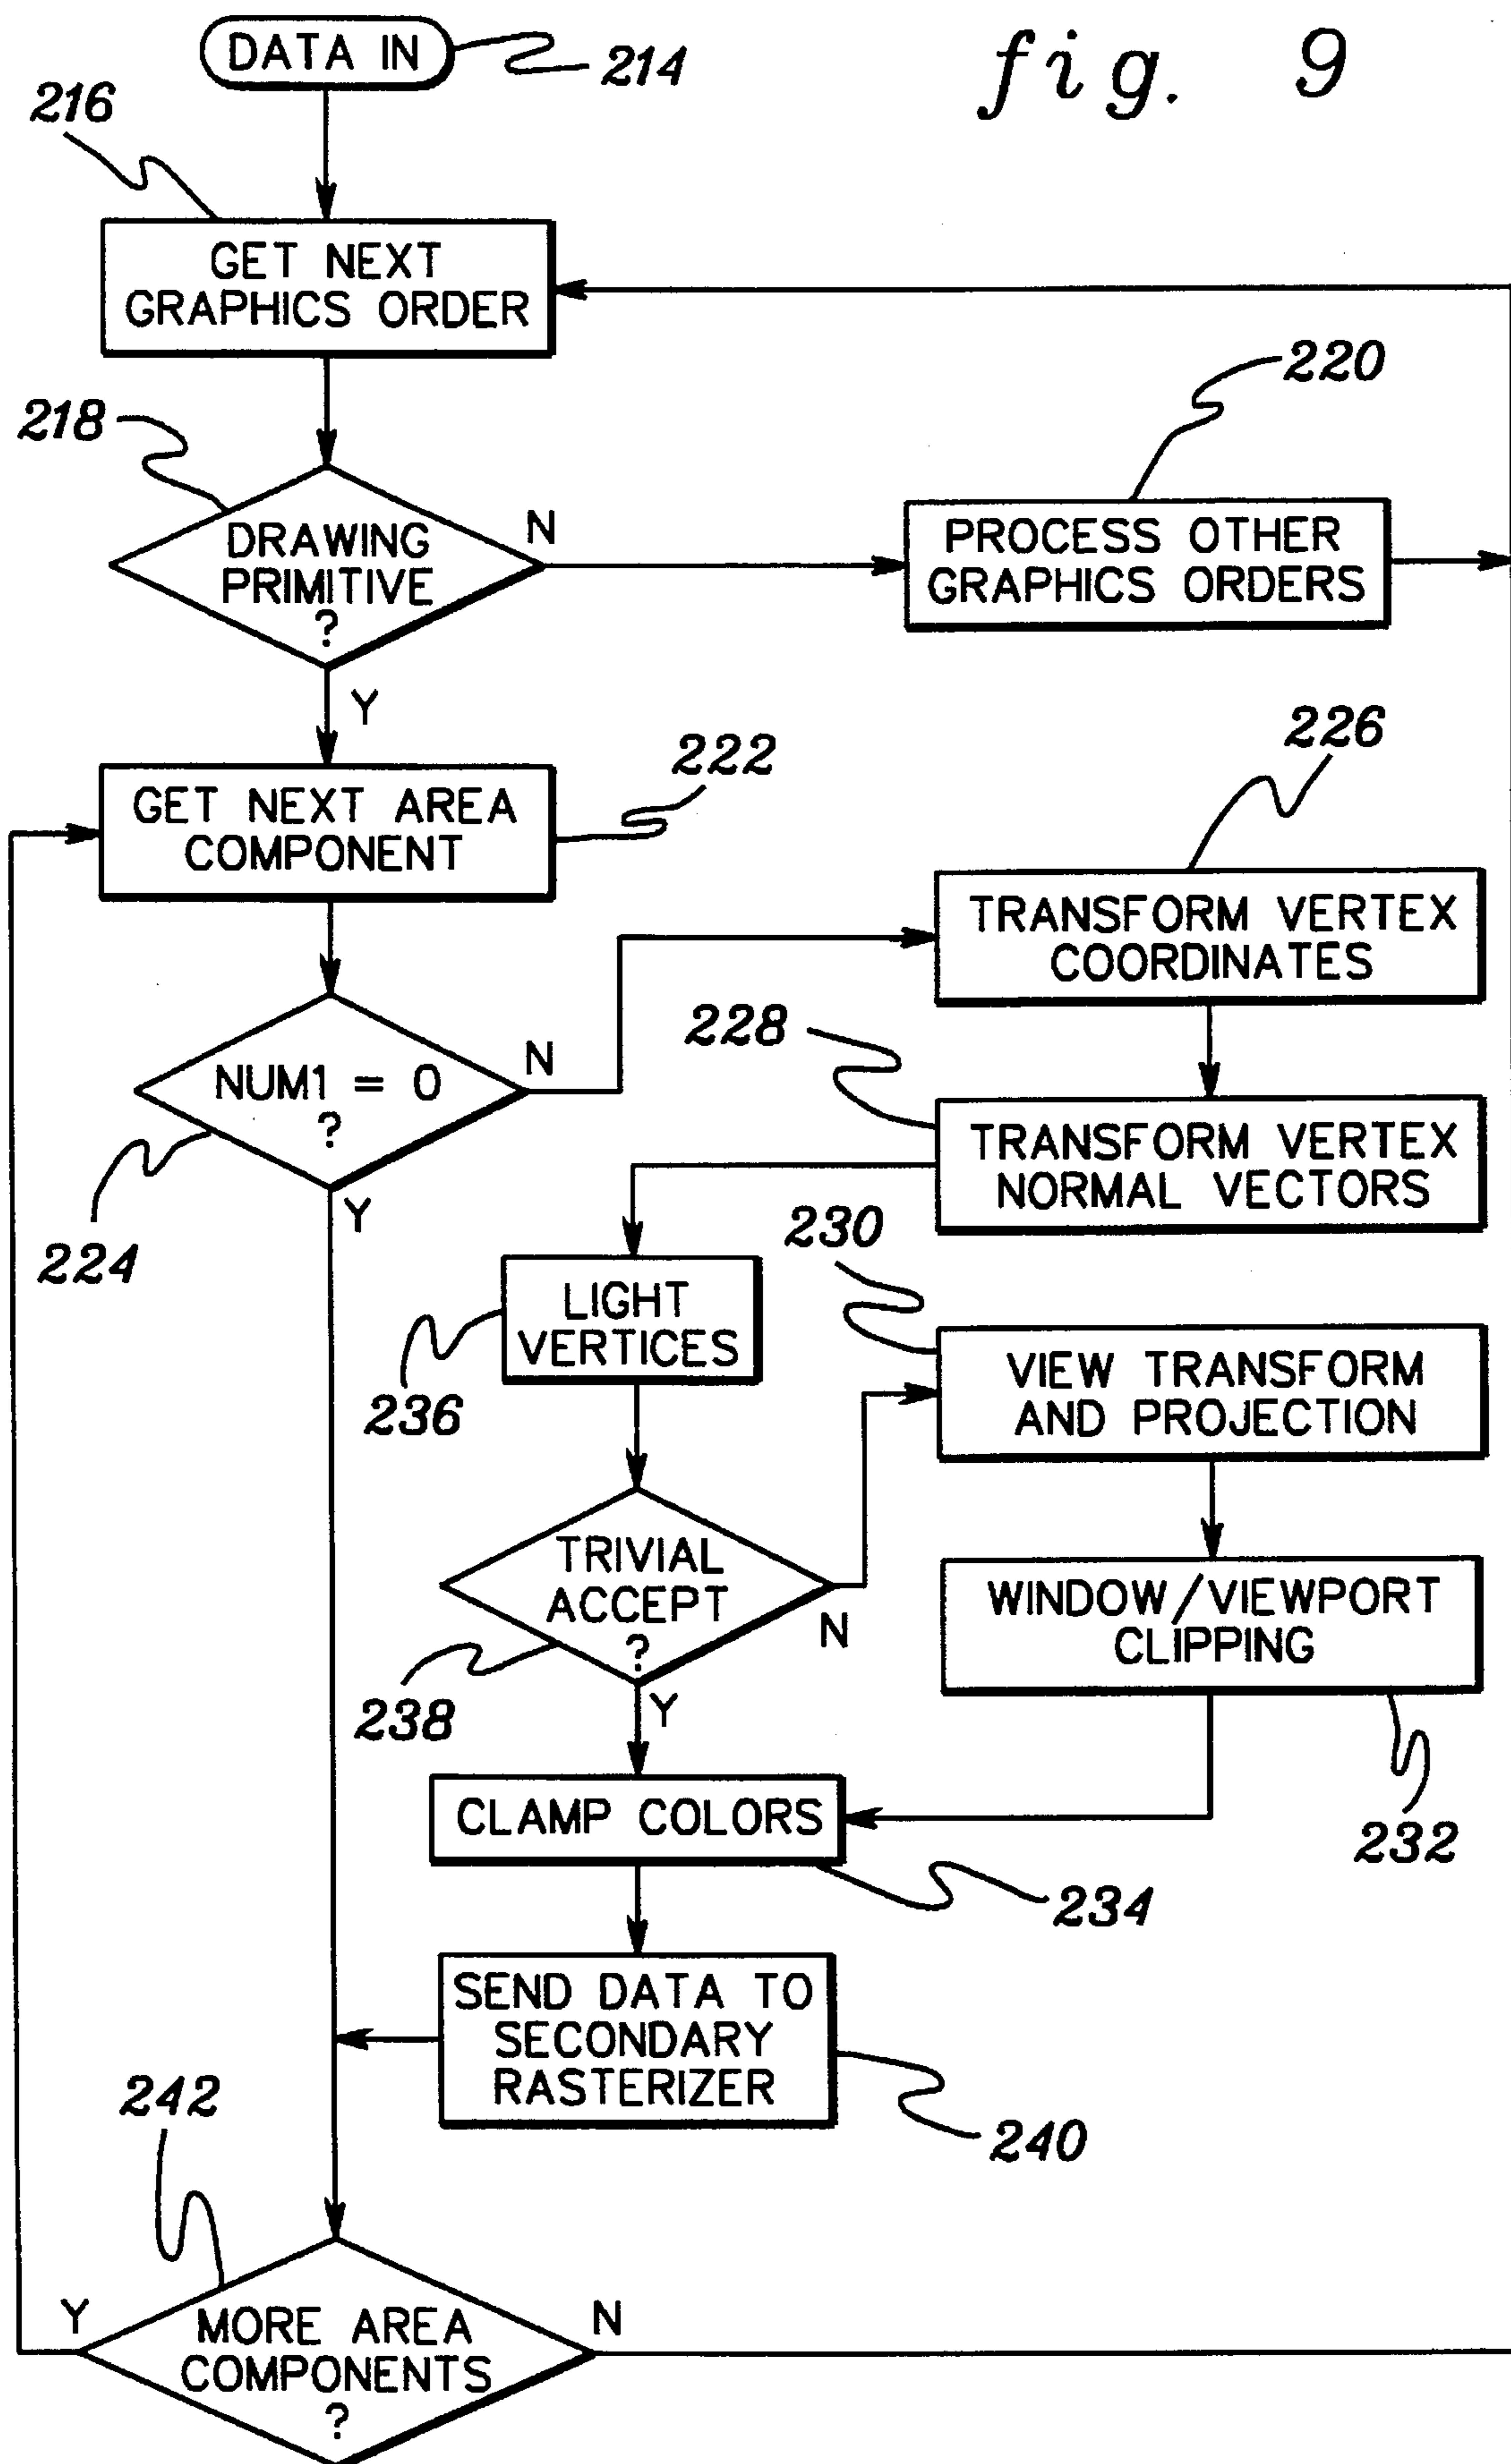 fig. 9
DATA IN
214
216
GET NEXT
GRAPHICS ORDER
218
DRAWING
PRIMITIVE
?
N
Y
220
PROCESS OTHER
GRAPHICS ORDERS
222
GET NEXT AREA
COMPONENT
224
NUM1 = 0
?
N
Y
226
TRANSFORM VERTEX
COORDINATES
228
TRANSFORM VERTEX
NORMAL VECTORS
236
LIGHT
VERTICES
230
VIEW TRANSFORM
AND PROJECTION
238
TRIVIAL
ACCEPT
?
N
Y
WINDOW/VIEWPORT
CLIPPING
232
CLAMP COLORS
234
SEND DATA TO
SECONDARY
RASTERIZER
240
242
MORE AREA
COMPONENTS
?
Y
N